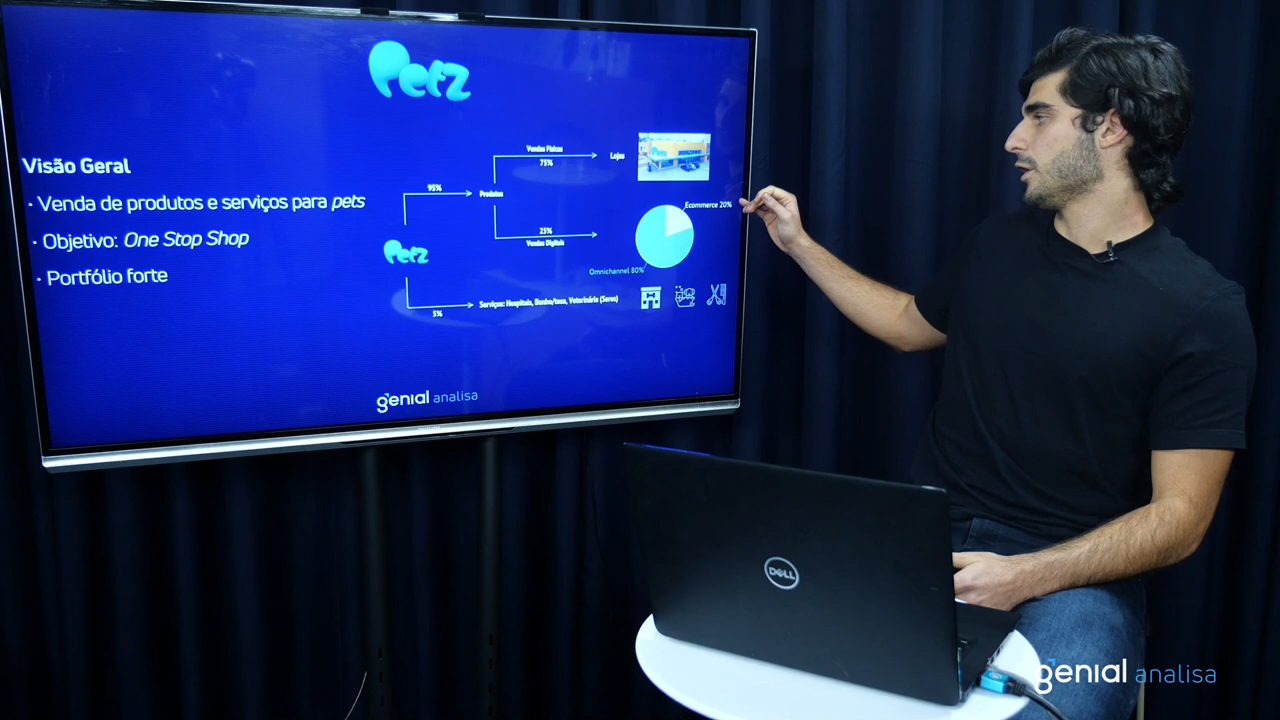 Petz
Visão Geral
· Venda de produtos e serviços para pets
· Objetivo: One Stop Shop
· Portfólio forte
Petz
95%
Produtos
Vendas Físicas
75%
Lojas
25%
Vendas Digitais
Ecommerce 20%
Omnichannel 80%
5%
Serviços: Hospitais, Banho/tosa, Veterinária (Seres)
genial analisa
DELL
genial analisa